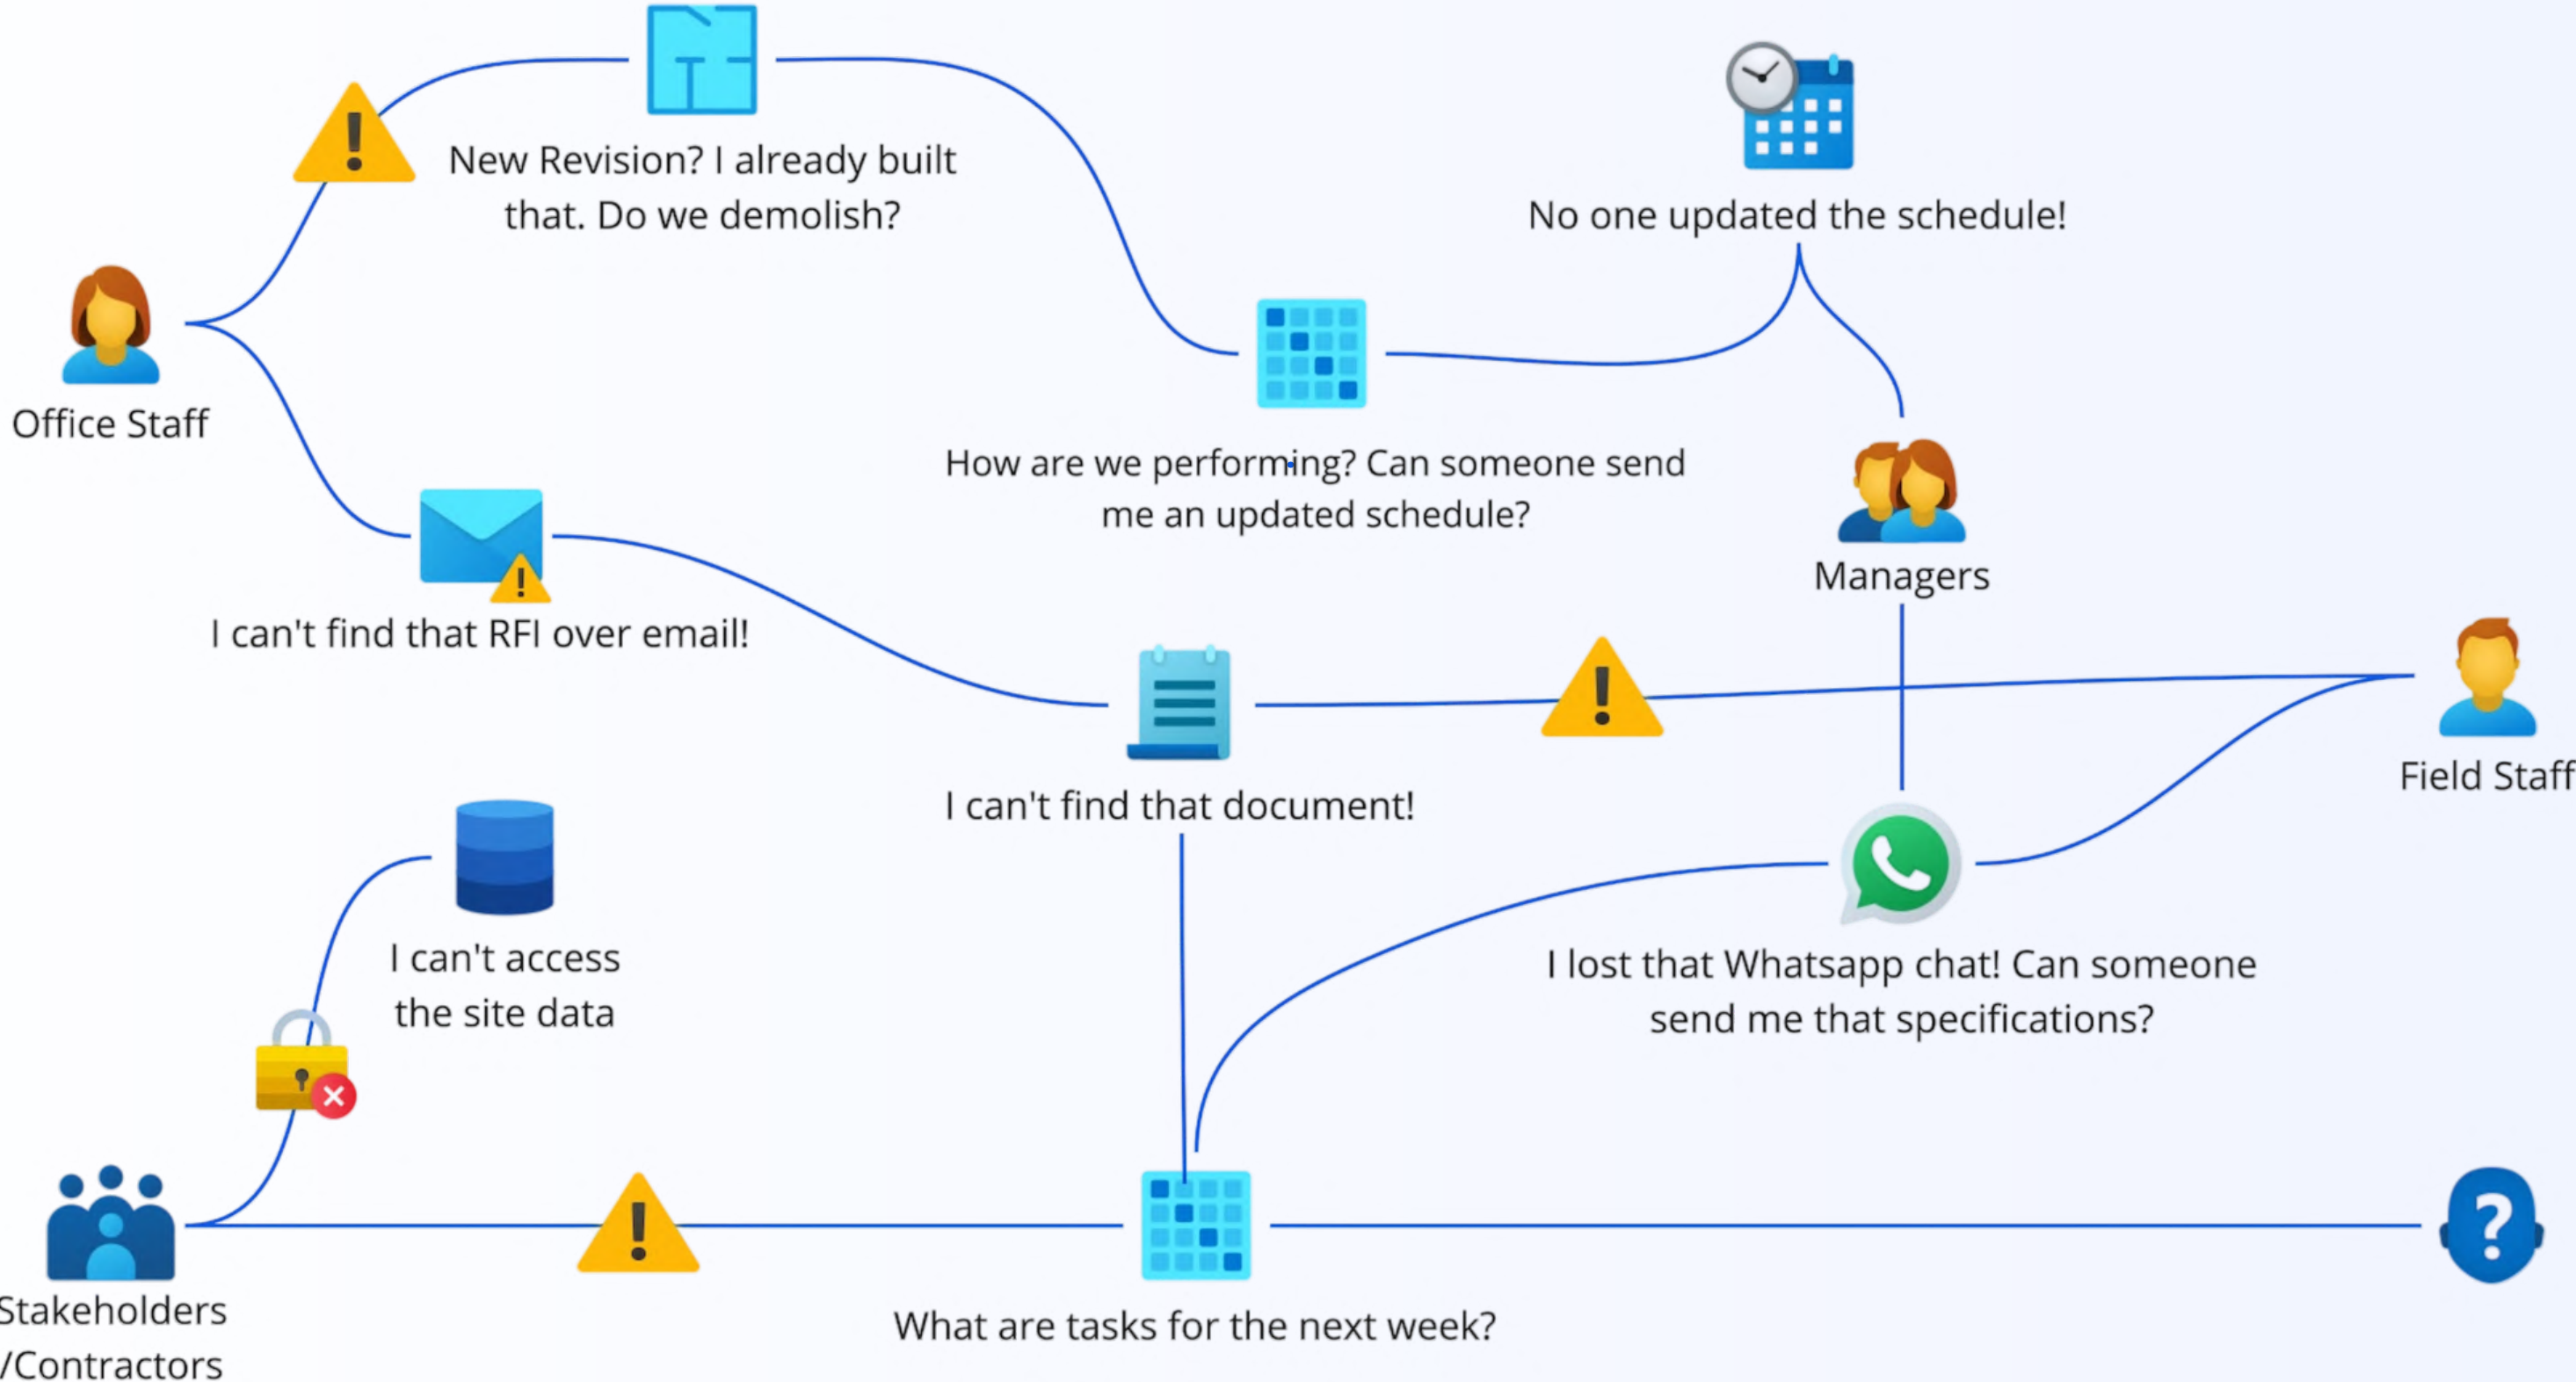 New Revision? I already built
that. Do we demolish?
No one updated the schedule!
Office Staff
How are we performing? Can someone send
me an updated schedule?
Managers
I can't find that RFI over email!
Field Staff
I can't find that document!
I can't access
the site data
I lost that Whatsapp chat! Can someone
send me that specifications?
?
Stakeholders
/Contractors
What are tasks for the next week?